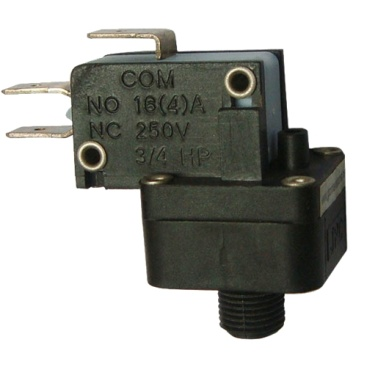 COM
NO 16(4)A
NC 250V
3/4 HP